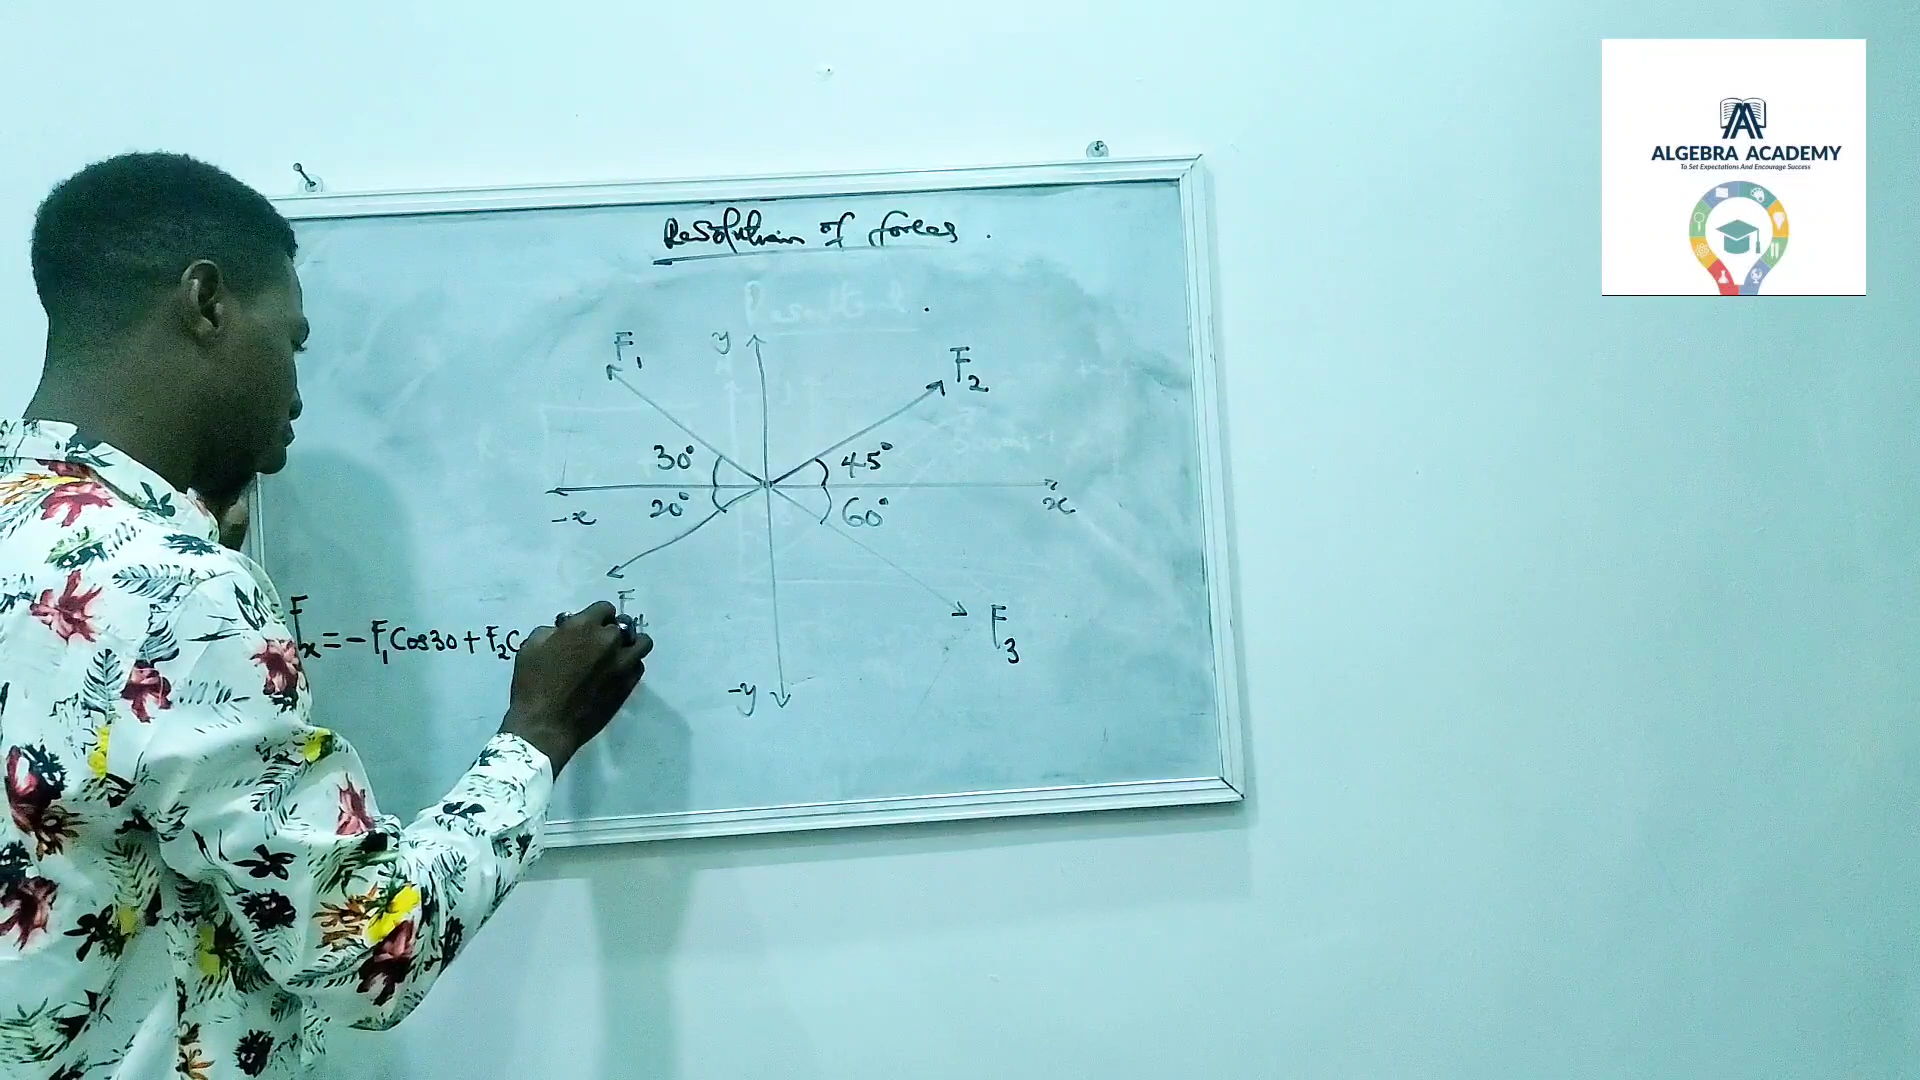 ALGEBRA ACADEMY
To Set Expectations And Encourage Success
Resolution of forces.
F₁
y
F₂
30°
45°
-x
20°
60°
x
F₄
F₃
Fx = -F₁Cos30 + F₂C
-y